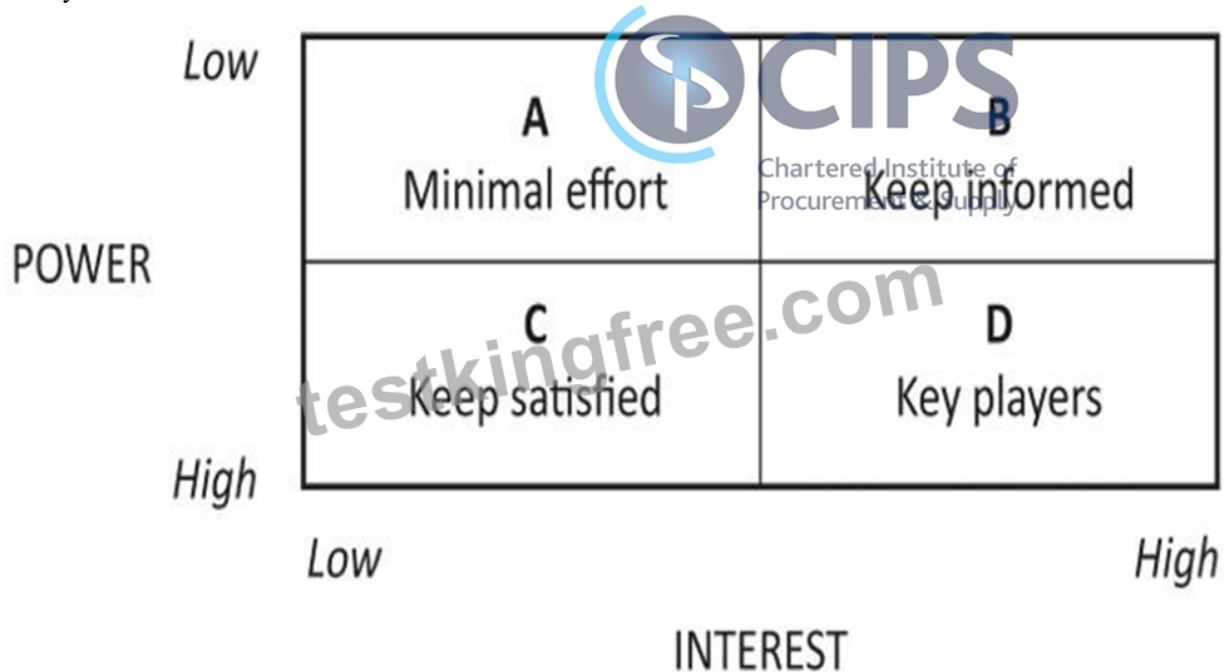 Low
CIPS
A
B
Minimal effort
Chartered Institute of
Keep informed
Procurement & Supply
POWER
testkingfree.com
C
D
Keep satisfied
Key players
High
Low
High
INTEREST